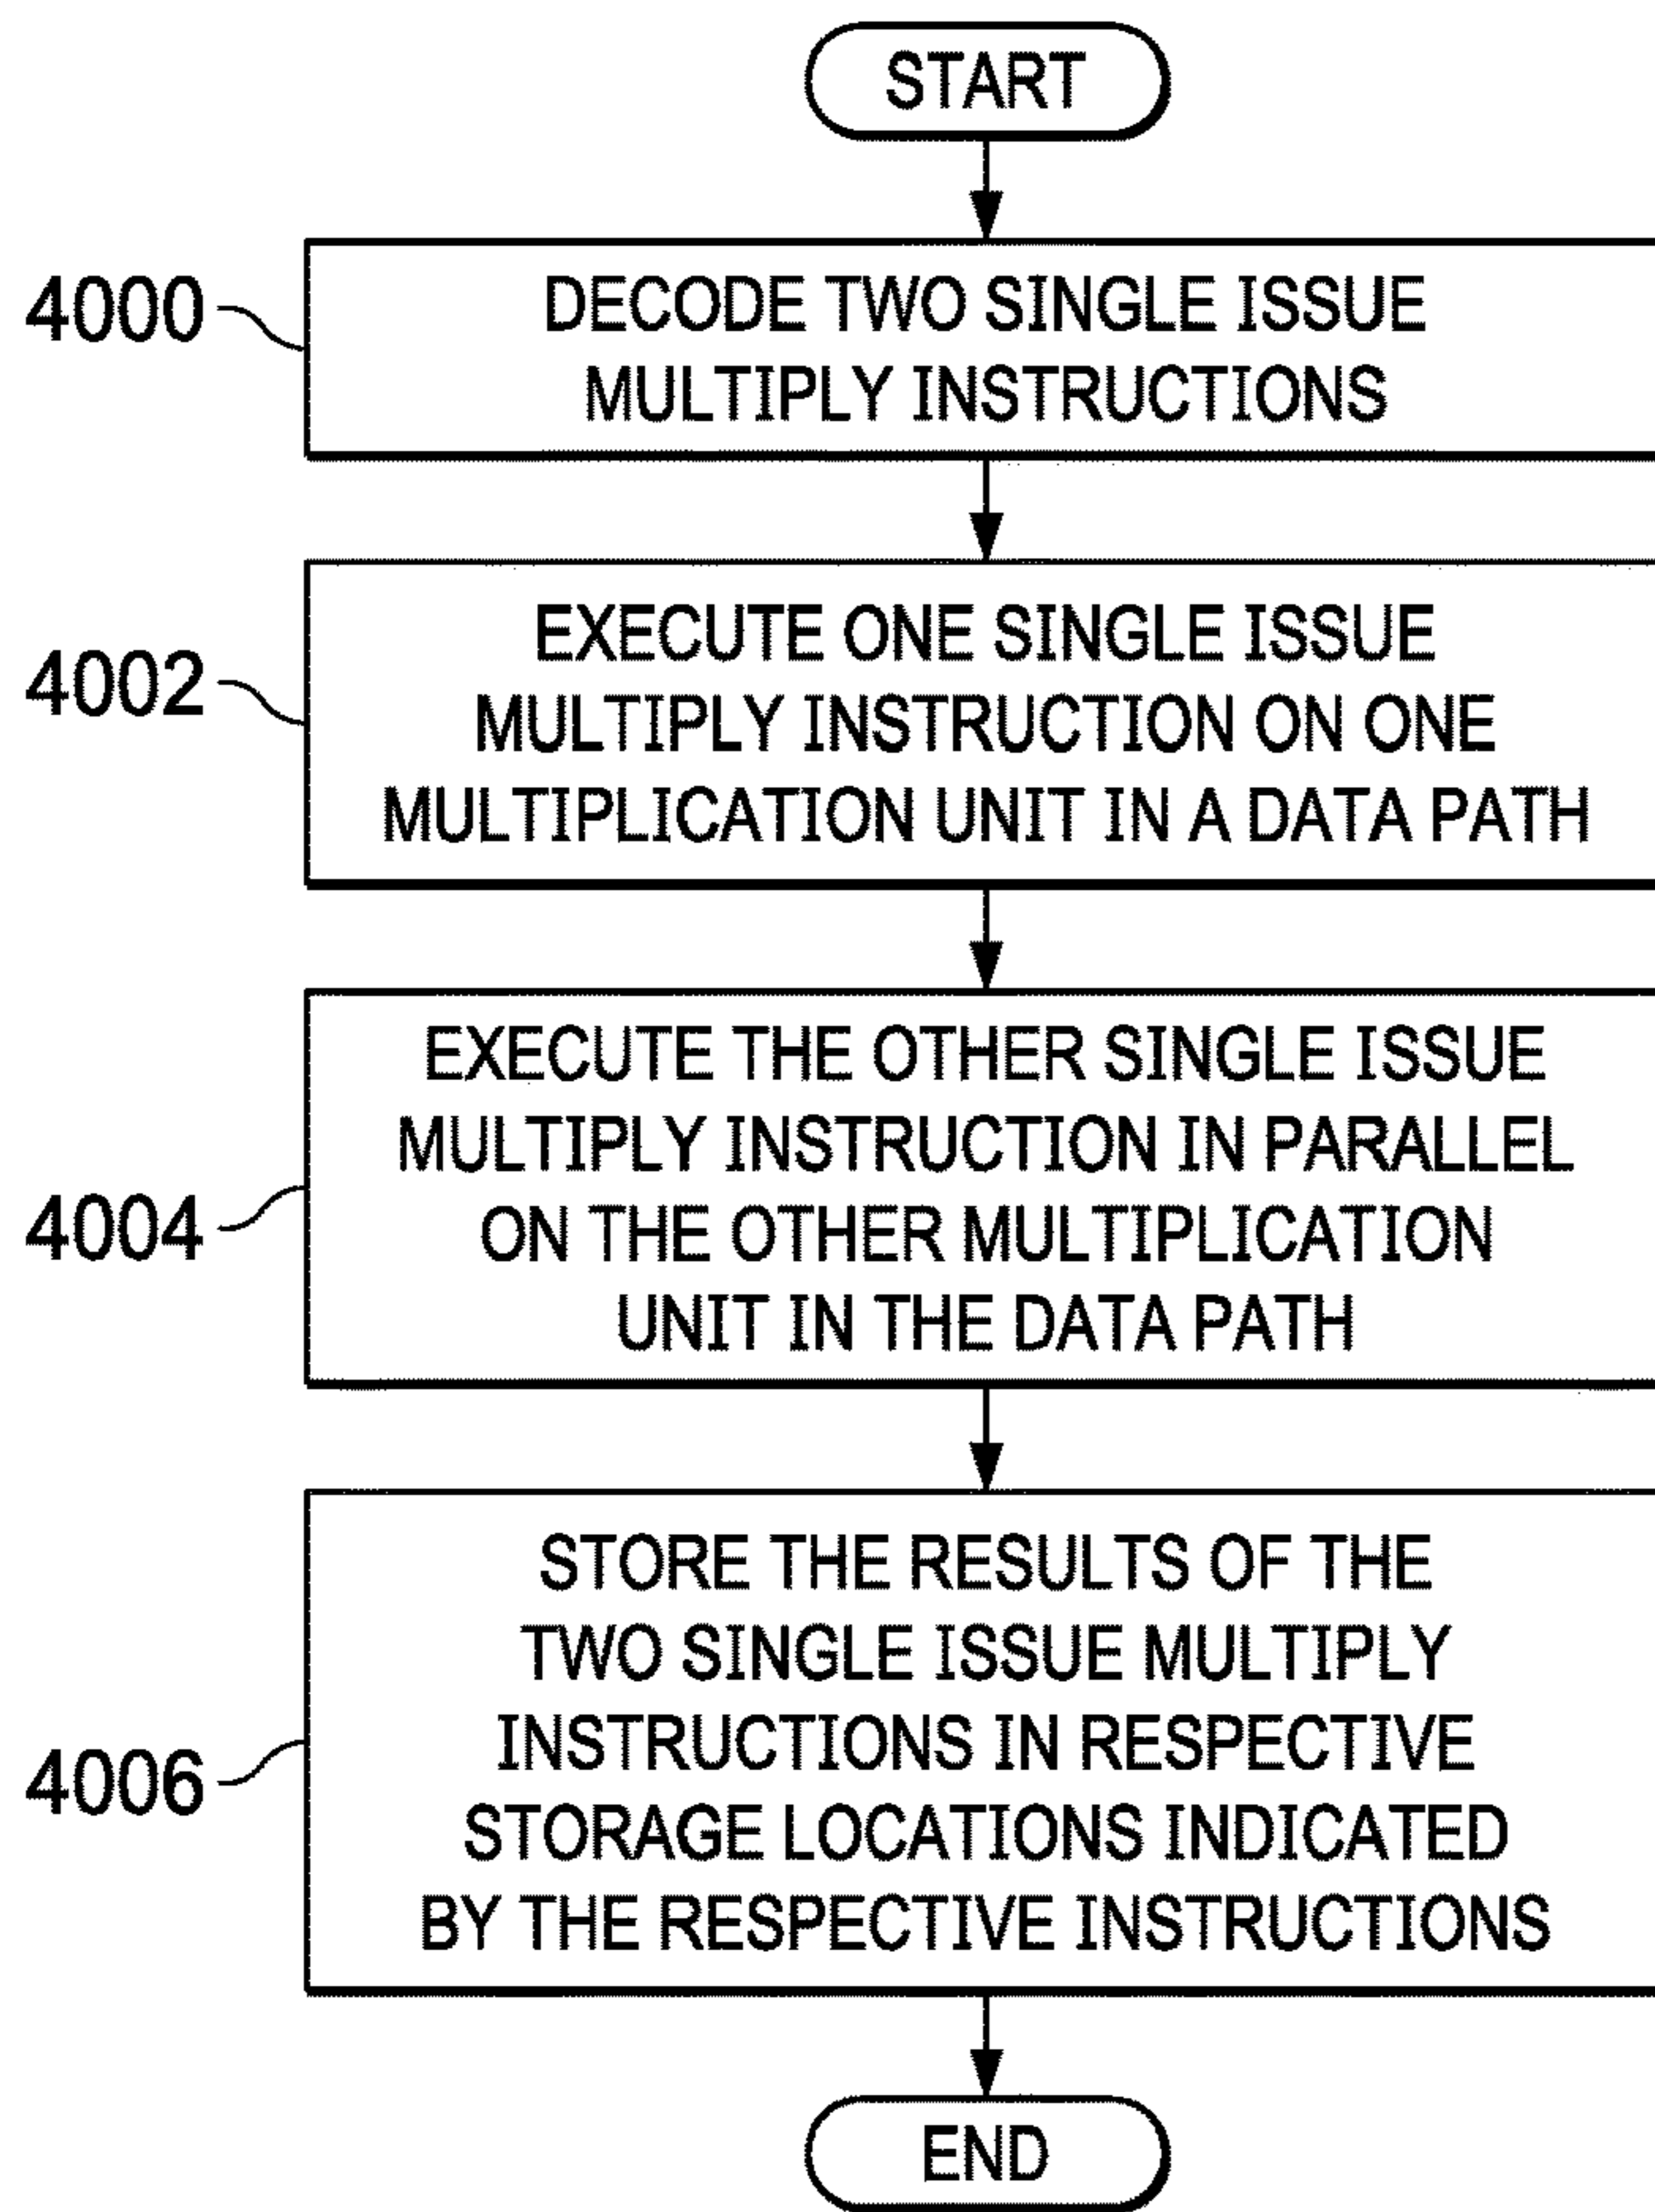 START
4000
DECODE TWO SINGLE ISSUE
MULTIPLY INSTRUCTIONS
4002
EXECUTE ONE SINGLE ISSUE
MULTIPLY INSTRUCTION ON ONE
MULTIPLICATION UNIT IN A DATA PATH
4004
EXECUTE THE OTHER SINGLE ISSUE
MULTIPLY INSTRUCTION IN PARALLEL
ON THE OTHER MULTIPLICATION
UNIT IN THE DATA PATH
4006
STORE THE RESULTS OF THE
TWO SINGLE ISSUE MULTIPLY
INSTRUCTIONS IN RESPECTIVE
STORAGE LOCATIONS INDICATED
BY THE RESPECTIVE INSTRUCTIONS
END